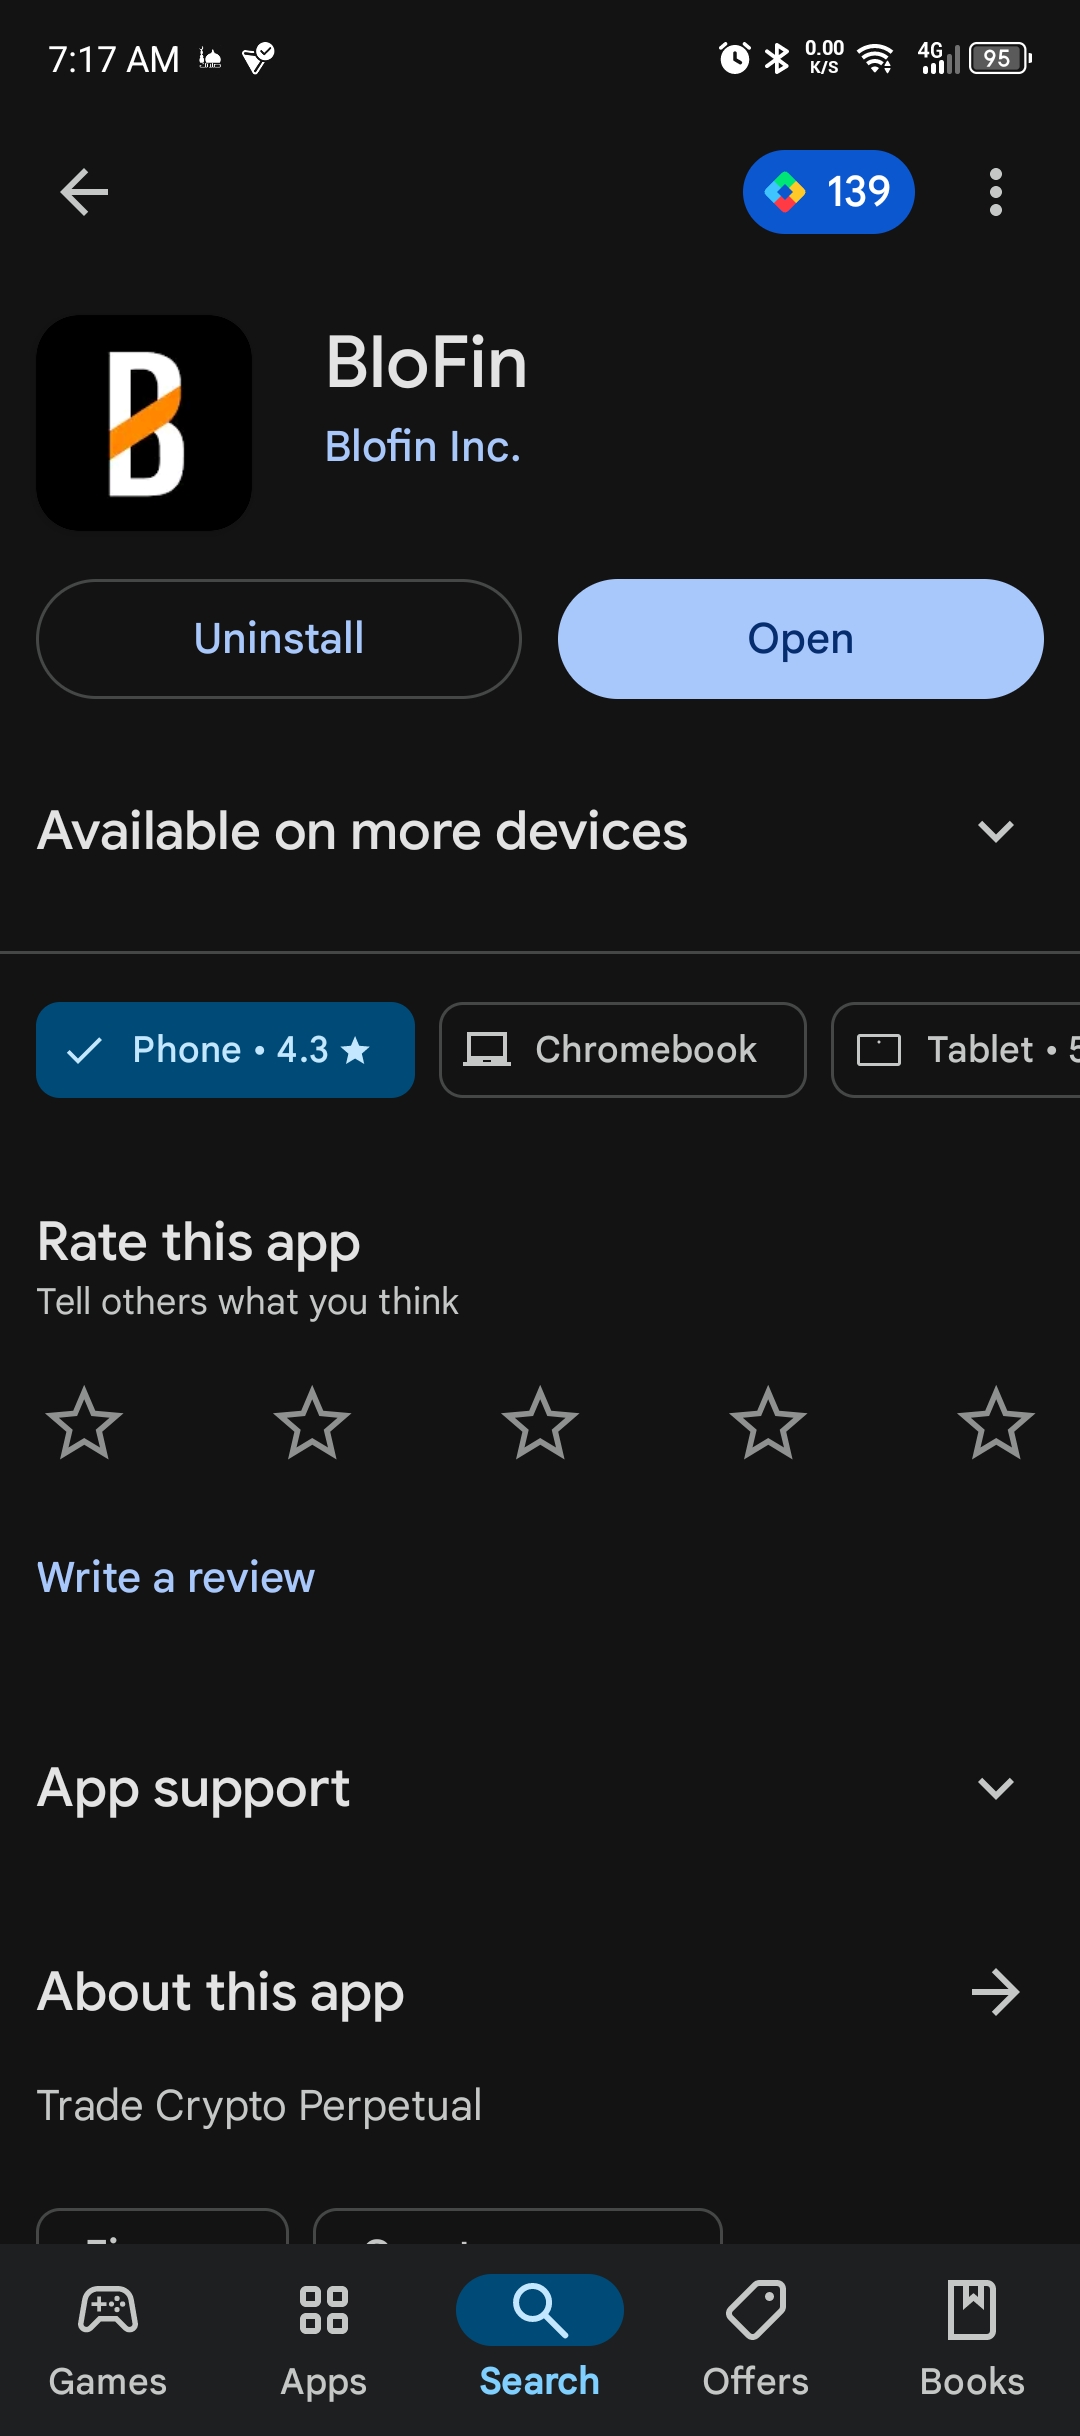 7:17 AM
0.00
K/S
4G
95
139
BloFin
Blofin Inc.
Uninstall
Open
Available on more devices
Phone • 4.3 ★
Chromebook
Tablet • 5
Rate this app
Tell others what you think
Write a review
App support
About this app
Trade Crypto Perpetual
Games
Apps
Search
Offers
Books